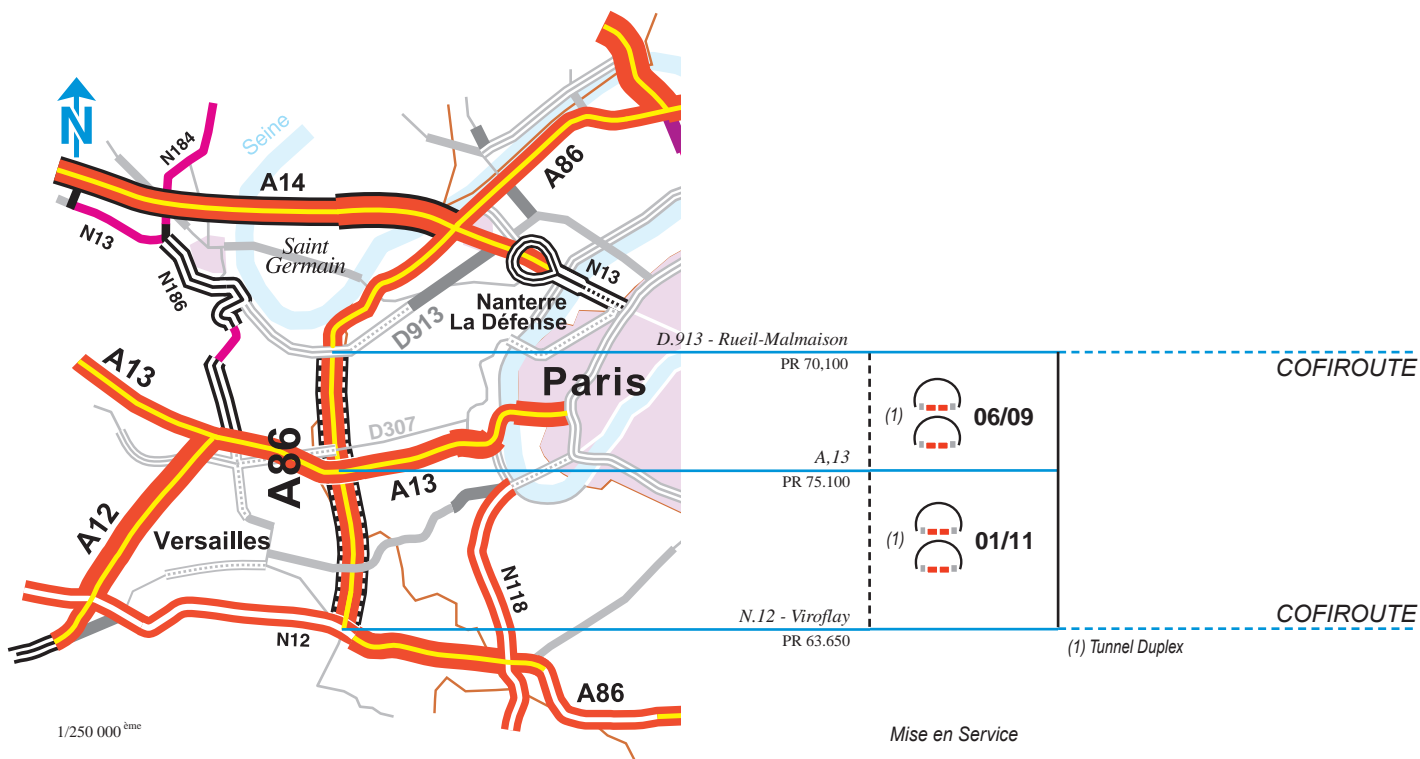 N
N184
Seine
A14
A86
N13
Saint
Germain
N186
N13
Nanterre
La Défense
D913
D.913 - Rueil-Malmaison
PR 70,100
COFIROUTE
A13
Paris
(1)
06/09
D307
A86
A,13
A13
PR 75.100
A12
Versailles
(1)
01/11
N118
N.12 - Viroflay
COFIROUTE
N12
PR 63.650
(1) Tunnel Duplex
A86
1/250 000 ème
Mise en Service